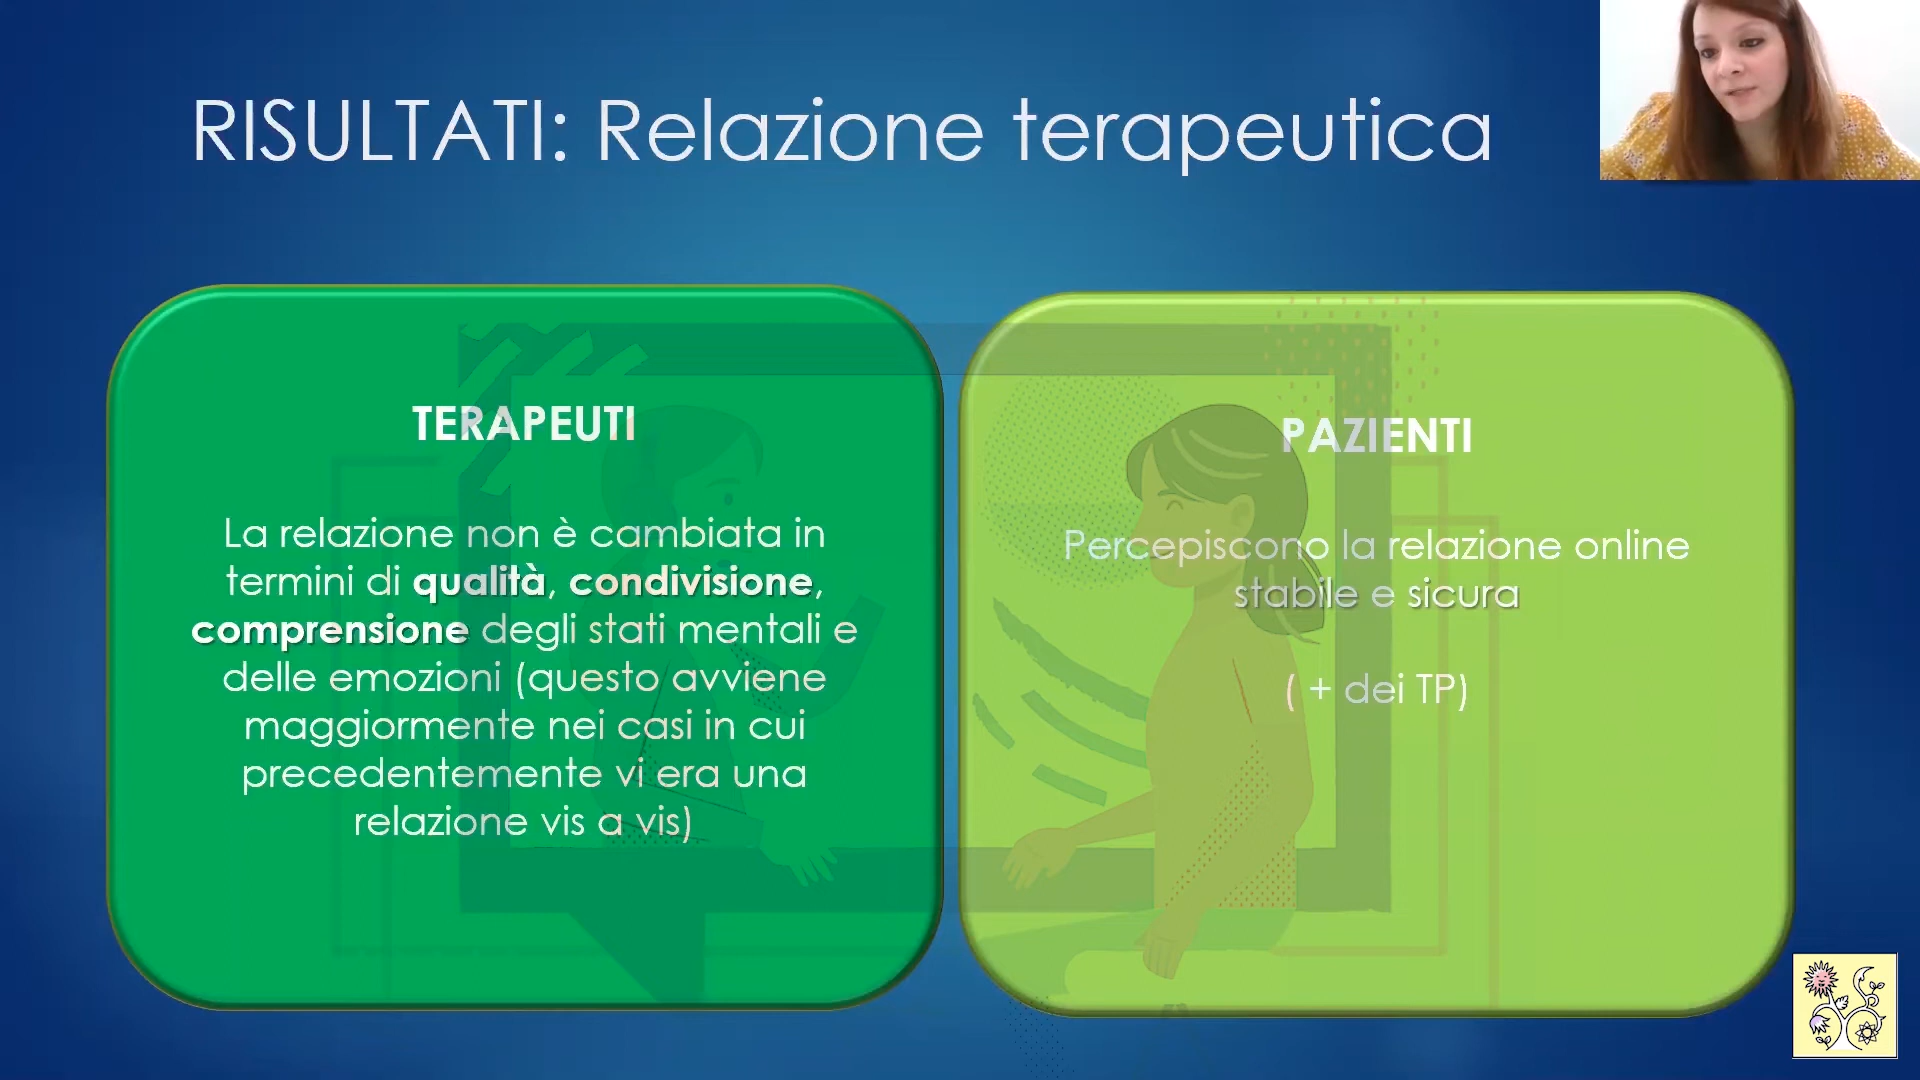 RISULTATI: Relazione terapeutica
TERAPEUTI
La relazione non è cambiata in
termini di qualità, condivisione,
comprensione degli stati mentali e
delle emozioni (questo avviene
maggiormente nei casi in cui
precedentemente vi era una
relazione vis a vis)
PAZIENTI
Percepiscono la relazione online
stabile e sicura
( + dei TP)